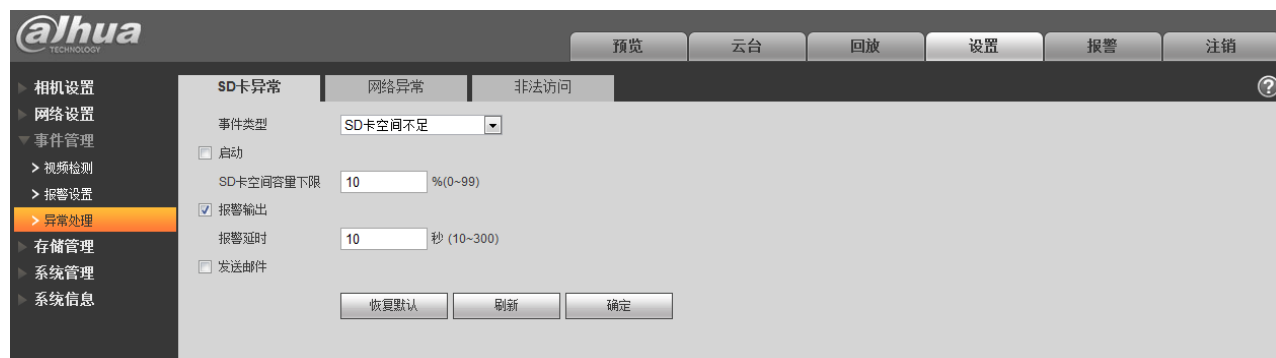 alhua
TECHNOLOGY
预览 云台 回放 设置 报警 注销
相机设置
网络设置
事件管理
> 视频检测
> 报警设置
> 异常处理
存储管理
系统管理
系统信息
SD卡异常 网络异常 非法访问
事件类型 SD卡空间不足
启动
SD卡空间容量下限 10 %(0~99)
报警输出
报警延时 10 秒 (10~300)
发送邮件
恢复默认 刷新 确定